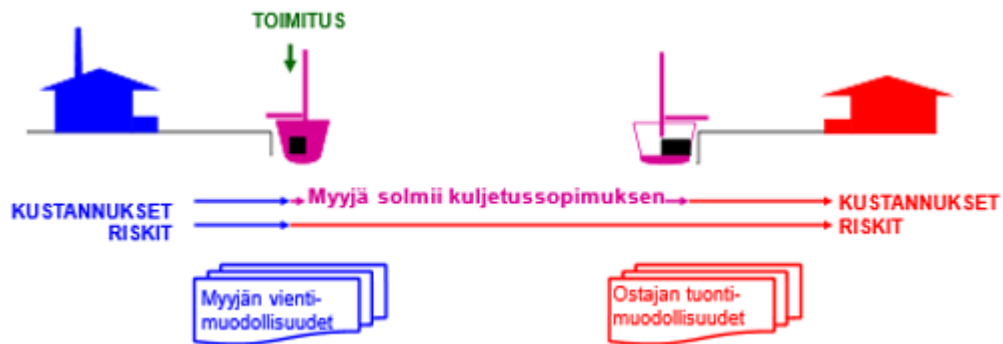 TOIMITUS
Myyjä solmii kuljetussopimuksen
KUSTANNUKSET
RISKIT
KUSTANNUKSET
RISKIT
Myyjän vienti-
muodollisuudet
Ostajan tuonti-
muodollisuudet